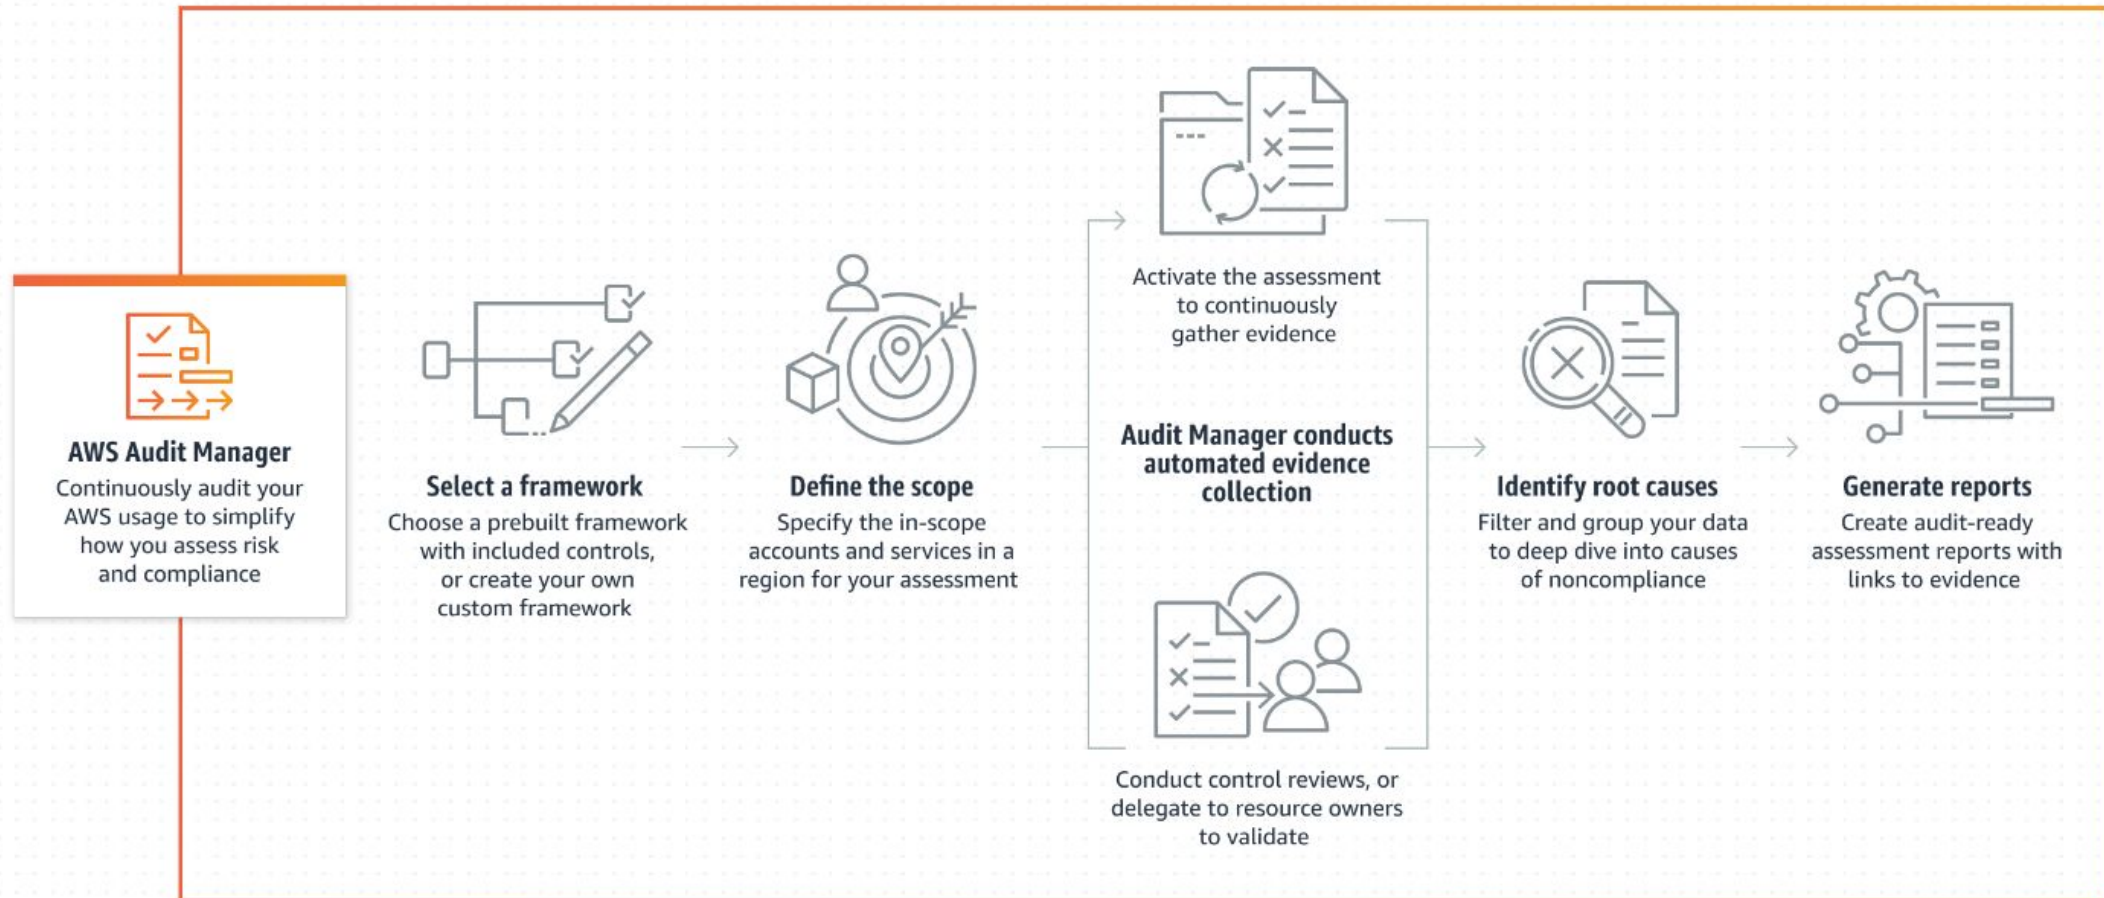 AWS Audit Manager
Continuously audit your
AWS usage to simplify
how you assess risk
and compliance
Select a framework
Choose a prebuilt framework
with included controls,
or create your own
custom framework
Define the scope
Specify the in-scope
accounts and services in a
region for your assessment
Activate the assessment
to continuously
gather evidence
Audit Manager conducts
automated evidence
collection
Conduct control reviews, or
delegate to resource owners
to validate
Identify root causes
Filter and group your data
to deep dive into causes
of noncompliance
Generate reports
Create audit-ready
assessment reports with
links to evidence